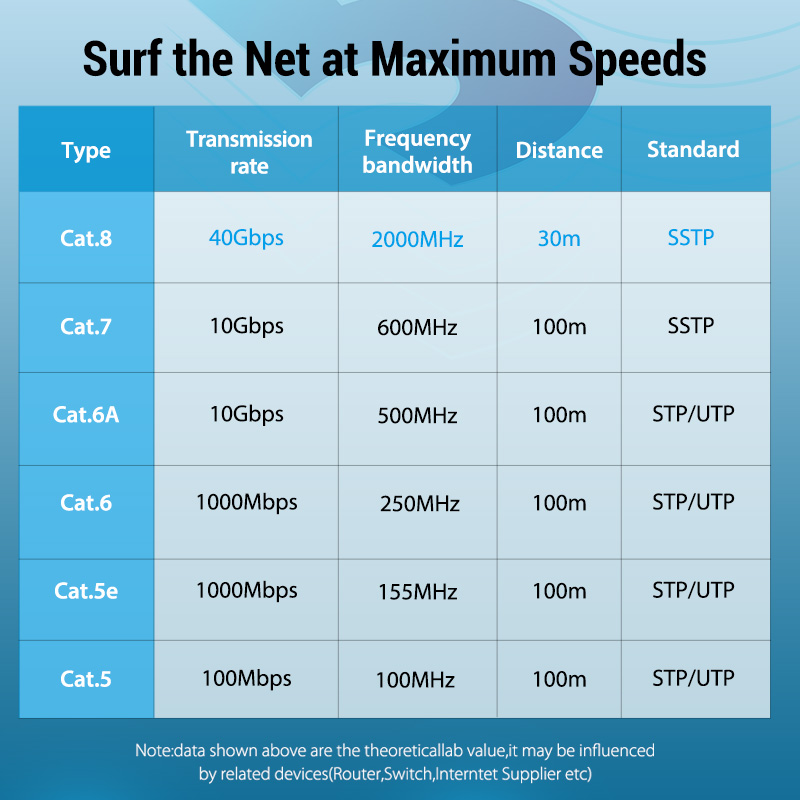 Surf the Net at Maximum Speeds
Type Transmission rate Frequency bandwidth Distance Standard
Cat.8 40Gbps 2000MHz 30m SSTP
Cat.7 10Gbps 600MHz 100m SSTP
Cat.6A 10Gbps 500MHz 100m STP/UTP
Cat.6 1000Mbps 250MHz 100m STP/UTP
Cat.5e 1000Mbps 155MHz 100m STP/UTP
Cat.5 100Mbps 100MHz 100m STP/UTP
Note:data shown above are the theoreticallab value,it may be influenced
by related devices(Router,Switch,Interntet Supplier etc)